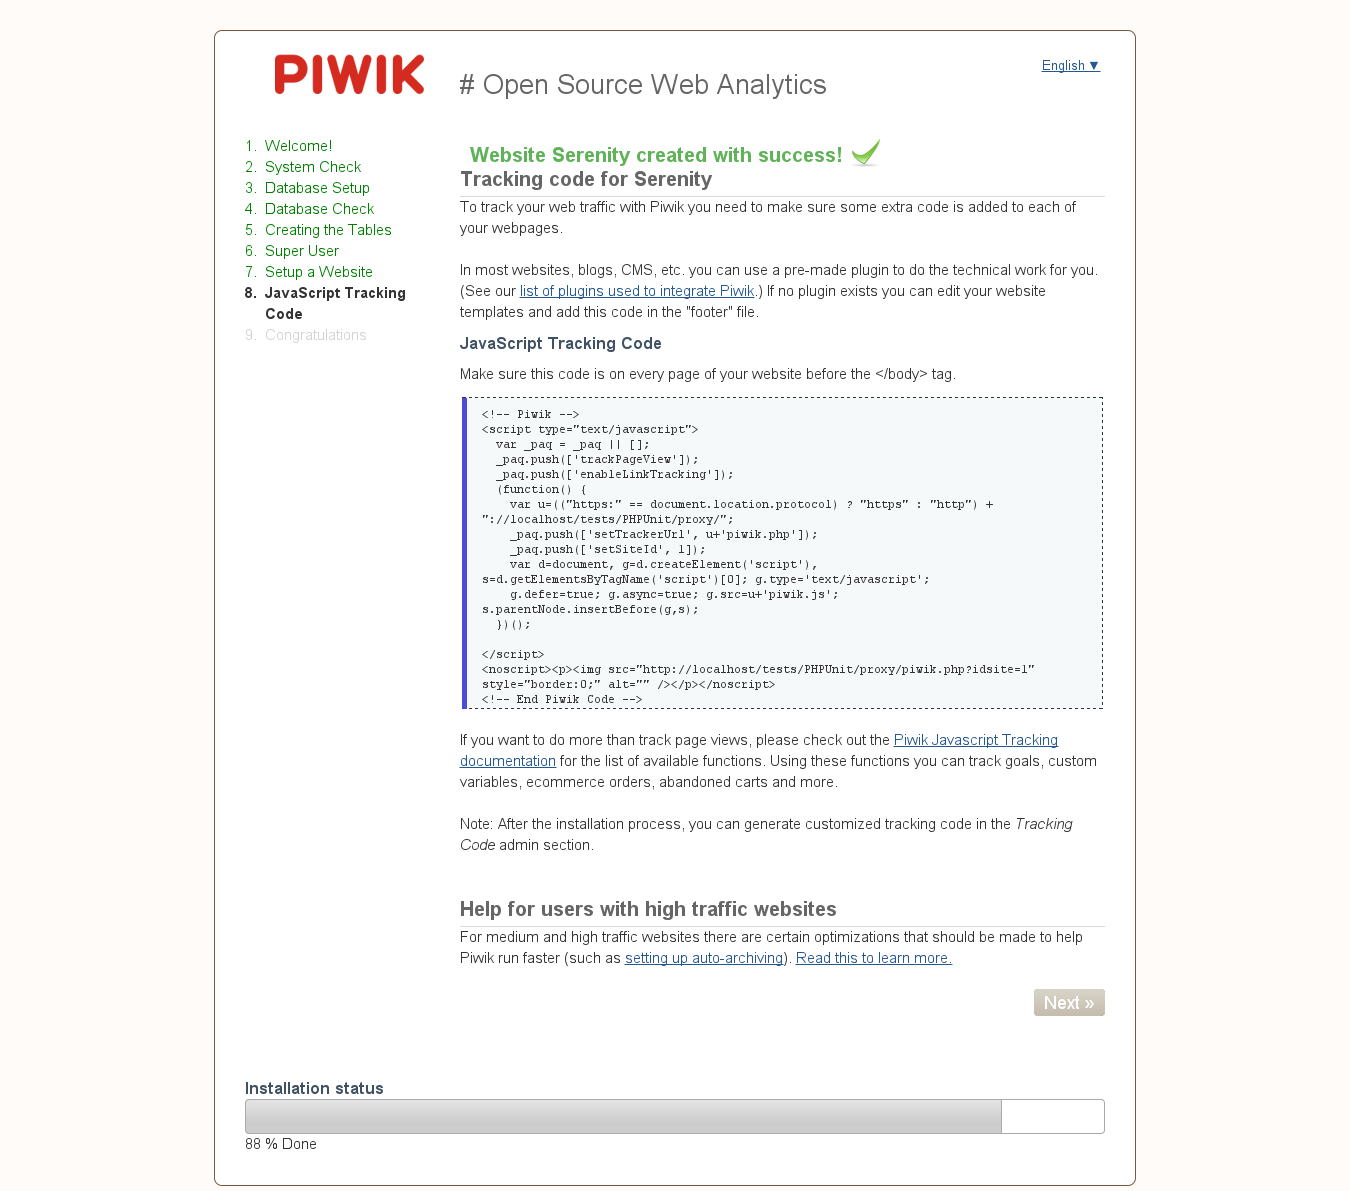 PIWIK
# Open Source Web Analytics
English ▼
1. Welcome!
2. System Check
3. Database Setup
4. Database Check
5. Creating the Tables
6. Super User
7. Setup a Website
8. JavaScript Tracking
Code
9. Congratulations
Website Serenity created with success!
Tracking code for Serenity
To track your web traffic with Piwik you need to make sure some extra code is added to each of
your webpages.
In most websites, blogs, CMS, etc. you can use a pre-made plugin to do the technical work for you.
(See our list of plugins used to integrate Piwik.) If no plugin exists you can edit your website
templates and add this code in the "footer" file.
JavaScript Tracking Code
Make sure this code is on every page of your website before the </body> tag.
<!-- Piwik -->
<script type="text/javascript">
  var _paq = _paq || [];
  _paq.push(['trackPageView']);
  _paq.push(['enableLinkTracking']);
  (function() {
    var u=(("https:" == document.location.protocol) ? "https" : "http") +
"://localhost/tests/PHPUnit/proxy/";
    _paq.push(['setTrackerUrl', u+'piwik.php']);
    _paq.push(['setSiteId', 1]);
    var d=document, g=d.createElement('script'),
s=d.getElementsByTagName('script')[0]; g.type='text/javascript';
    g.defer=true; g.async=true; g.src=u+'piwik.js';
s.parentNode.insertBefore(g,s);
  })();
</script>
<noscript><p><img src="http://localhost/tests/PHPUnit/proxy/piwik.php?idsite=1"
style="border:0;" alt="" /></p></noscript>
<!-- End Piwik Code -->
If you want to do more than track page views, please check out the Piwik Javascript Tracking
documentation for the list of available functions. Using these functions you can track goals, custom
variables, ecommerce orders, abandoned carts and more.
Note: After the installation process, you can generate customized tracking code in the Tracking
Code admin section.
Help for users with high traffic websites
For medium and high traffic websites there are certain optimizations that should be made to help
Piwik run faster (such as setting up auto-archiving). Read this to learn more.
Next »
Installation status
88 % Done